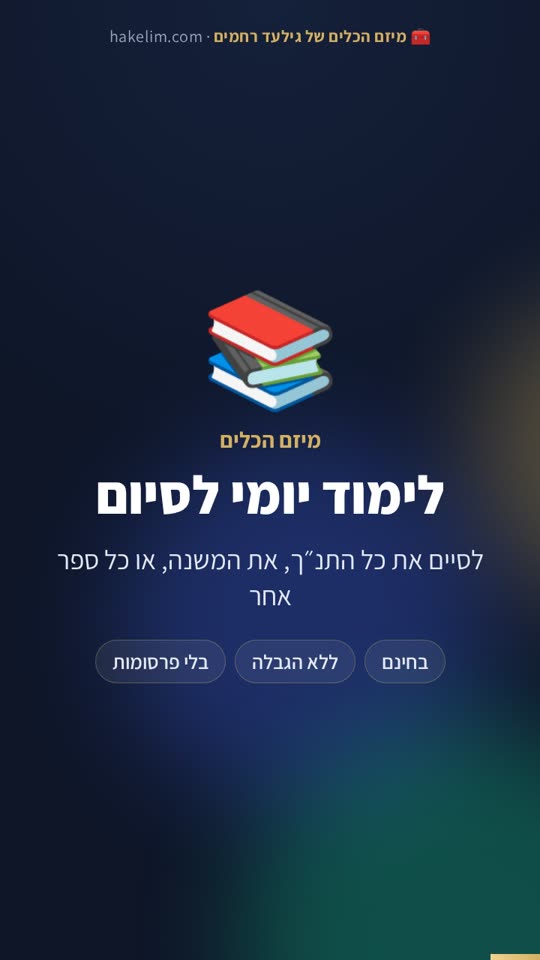 🧰 מיזם הכלים של גילעד רחמים · hakelim.com
מיזם הכלים
לימוד יומי לסיום
לסיים את כל התנ״ך, את המשנה, או כל ספר
אחר
בחינם
ללא הגבלה
בלי פרסומות